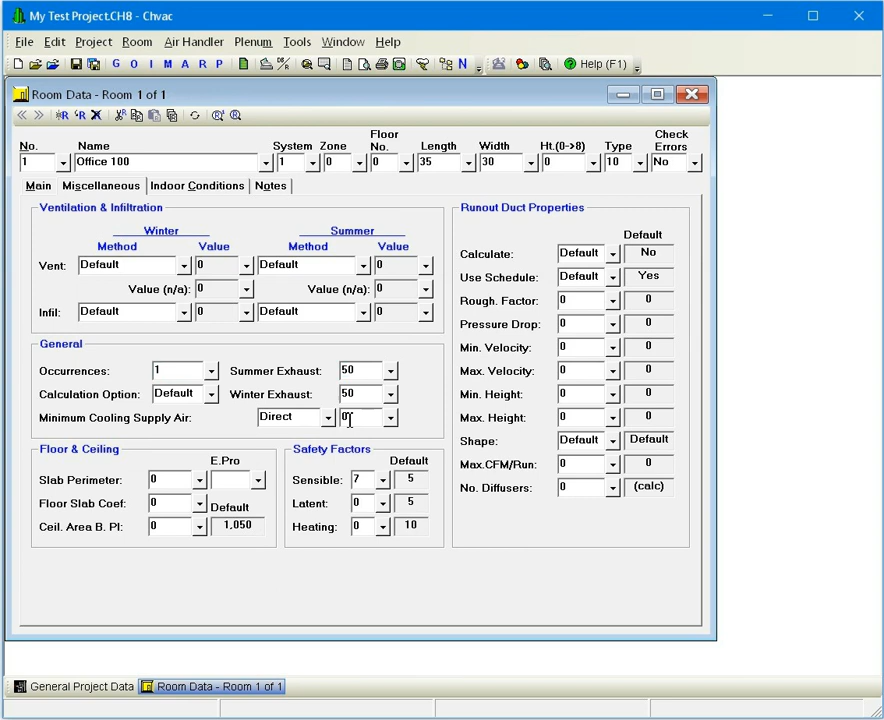 My Test Project.CH8 - Chvac
File Edit Project Room Air Handler Plenum Tools Window Help
G O I M A R P N Help (F1)
Room Data - Room 1 of 1
No. Name System Zone Floor No. Length Width Ht.(0->8) Type Check Errors
1 Office 100 1 0 0 35 30 0 10 No
Main Miscellaneous Indoor Conditions Notes
Ventilation & Infiltration
Winter Summer
Method Value Method Value
Vent: Default 0 Default 0
Value (n/a): 0 Value (n/a): 0
Infil: Default 0 Default 0
General
Occurrences: 1 Summer Exhaust: 50
Calculation Option: Default Winter Exhaust: 50
Minimum Cooling Supply Air: Direct 0
Floor & Ceiling
E.Pro
Slab Perimeter: 0
Floor Slab Coef: 0 Default
Ceil. Area B. Pl: 0 1,050
Safety Factors
Default
Sensible: 7 5
Latent: 0 5
Heating: 0 10
Runout Duct Properties
Default
Calculate: Default No
Use Schedule: Default Yes
Rough. Factor: 0 0
Pressure Drop: 0 0
Min. Velocity: 0 0
Max. Velocity: 0 0
Min. Height: 0 0
Max. Height: 0 0
Shape: Default Default
Max.CFM/Run: 0 0
No. Diffusers: 0 (calc)
General Project Data Room Data - Room 1 of 1